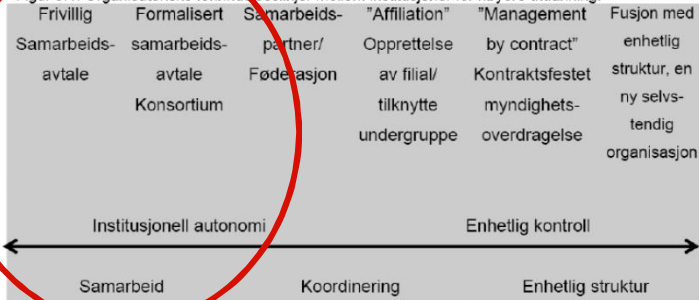 Frivillig
Samarbeids-
avtale
Formalisert
samarbeids-
avtale
Konsortium
Samarbeids-
partner/
Føderasjon
"Affiliation"
Opprettelse
av filial/
tilknytte
undergruppe
"Management
by contract"
Kontraktsfestet
myndighets-
overdragelse
Fusjon med
enhetlig
struktur, en
ny selvs-
tendig
organisasjon
Institusjonell autonomi
Enhetlig kontroll
Samarbeid
Koordinering
Enhetlig struktur